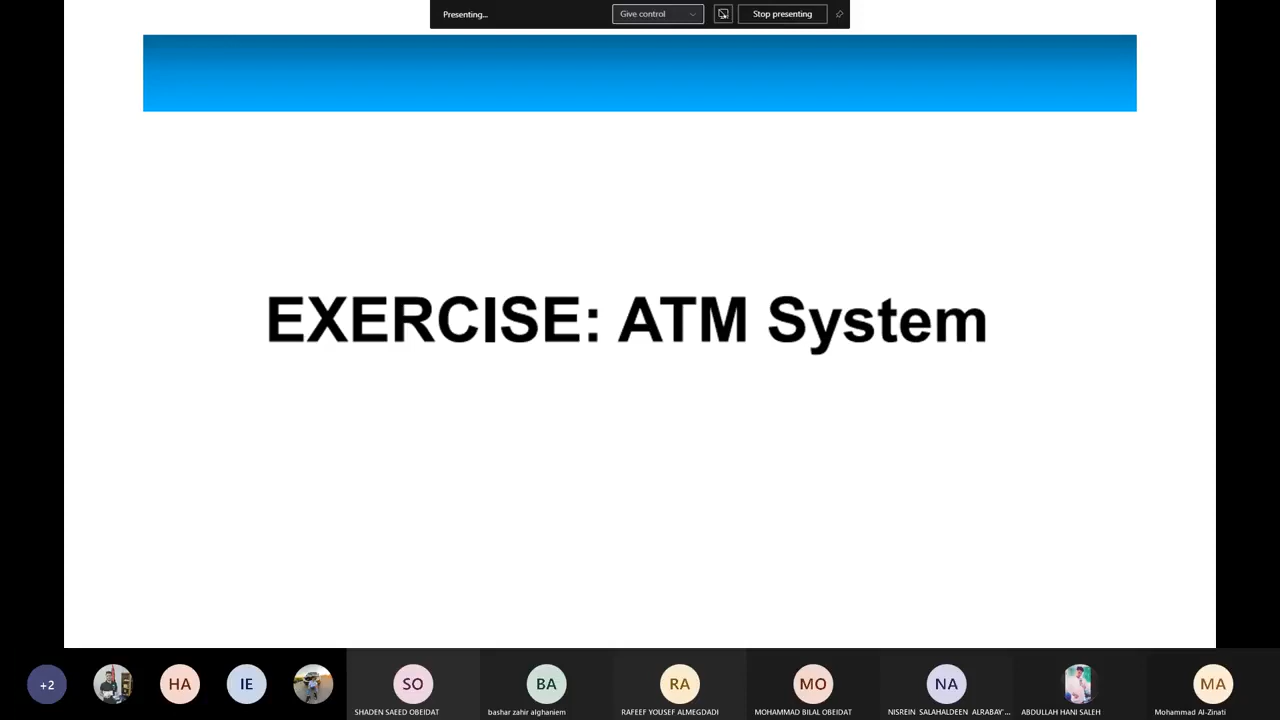 Presenting...
Give control
Stop presenting
EXERCISE: ATM System
+2
HA
IE
SO
BA
RA
MO
NA
MA
SHADEN SAEED OBEIDAT
bashar zahir alghaniem
RAFEEF YOUSEF ALMEGDADI
MOHAMMAD BILAL OBEIDAT
NISREIN SALAHALDEEN ALRABAY'...
ABDULLAH HANI SALEH
Mohammad Al-Zinati